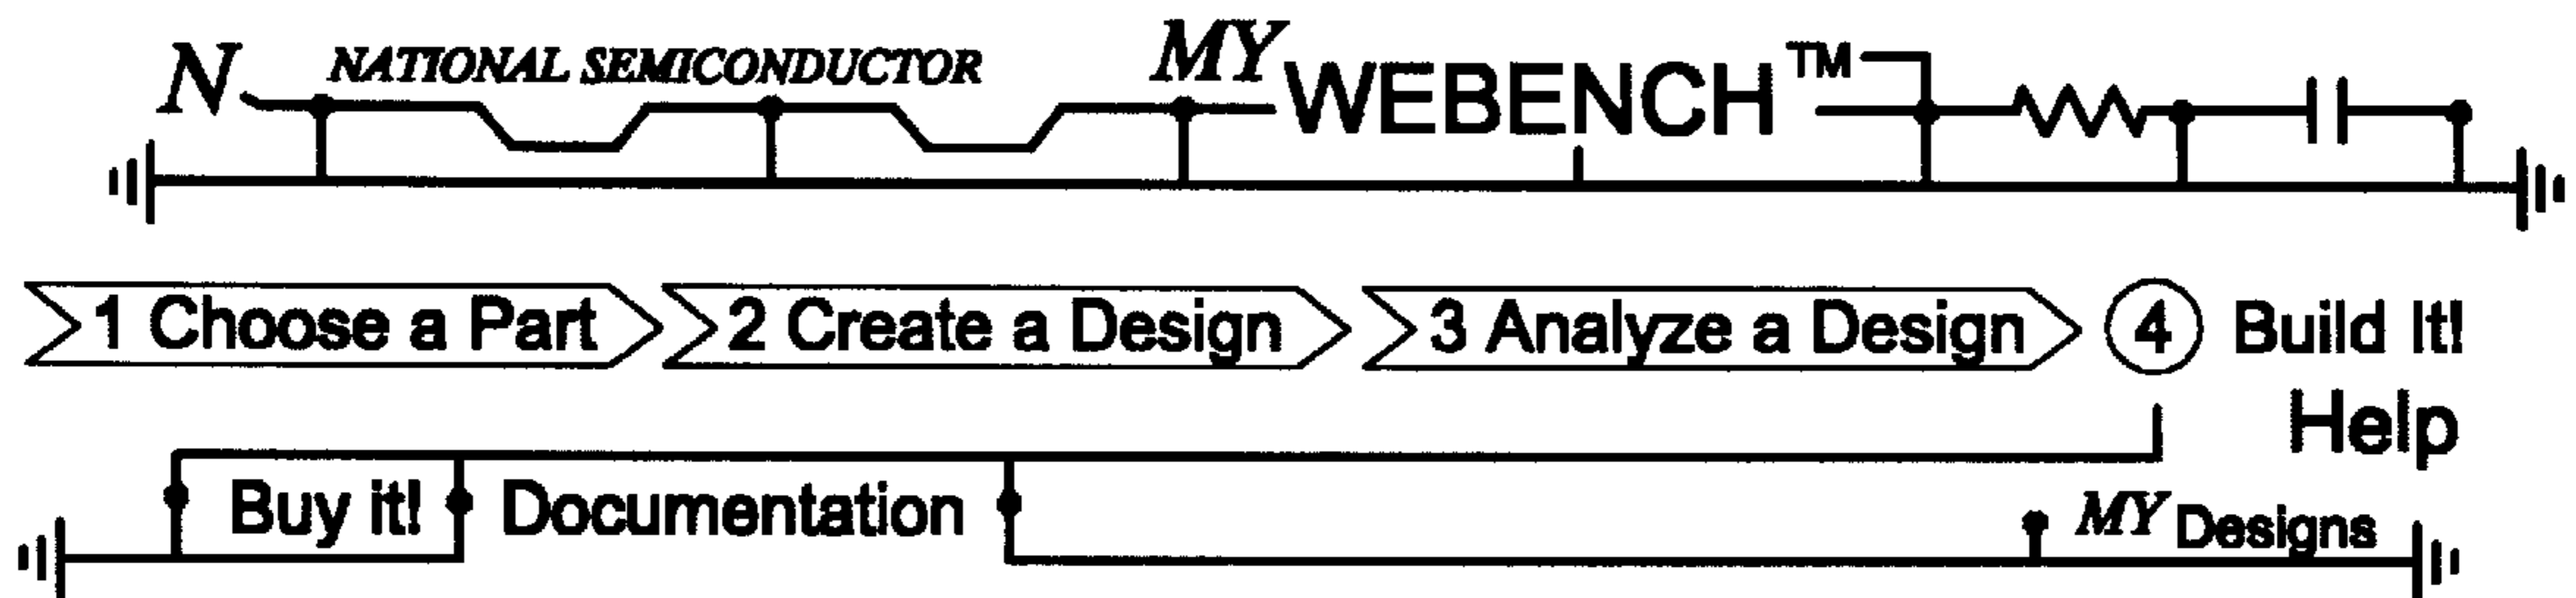 N NATIONAL SEMICONDUCTOR MY WEBENCH™
1 Choose a Part 2 Create a Design 3 Analyze a Design 4 Build It!
Help
Buy it! Documentation MY Designs